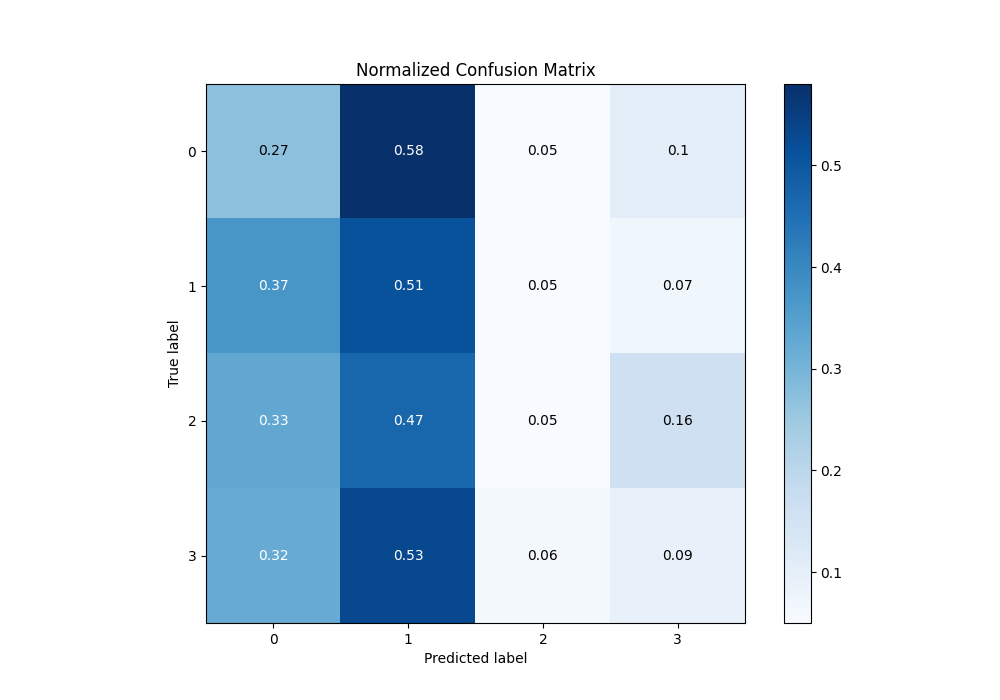 Normalized Confusion Matrix
0 0.27 0.58 0.05 0.1
1 0.37 0.51 0.05 0.07
2 0.33 0.47 0.05 0.16
3 0.32 0.53 0.06 0.09
0 1 2 3
True label
Predicted label
0.5
0.4
0.3
0.2
0.1